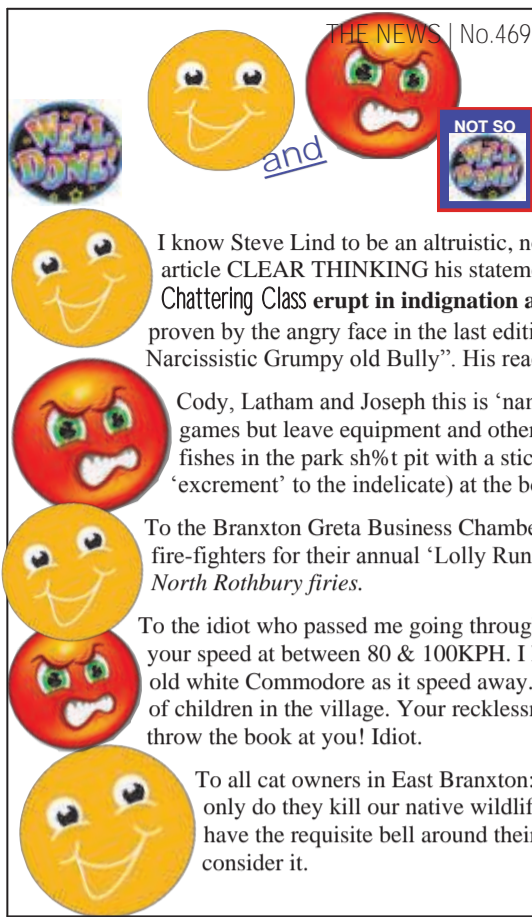 THE NEWS | No.469
WELL DONE!
and
NOT SO
WELL DONE!
I know Steve Lind to be an altruistic, n
article CLEAR THINKING his stateme
Chattering Class erupt in indignation a
proven by the angry face in the last editi
Narcissistic Grumpy old Bully”. His rea
Cody, Latham and Joseph this is ‘nan
games but leave equipment and other
fishes in the park sh%t pit with a stic
‘excrement’ to the indelicate) at the b
To the Branxton Greta Business Chambe
fire-fighters for their annual ‘Lolly Run
North Rothbury firies.
To the idiot who passed me going throug
your speed at between 80 & 100KPH. I
old white Commodore as it speed away.
of children in the village. Your recklessn
throw the book at you! Idiot.
To all cat owners in East Branxton:
only do they kill our native wildlif
have the requisite bell around their
consider it.